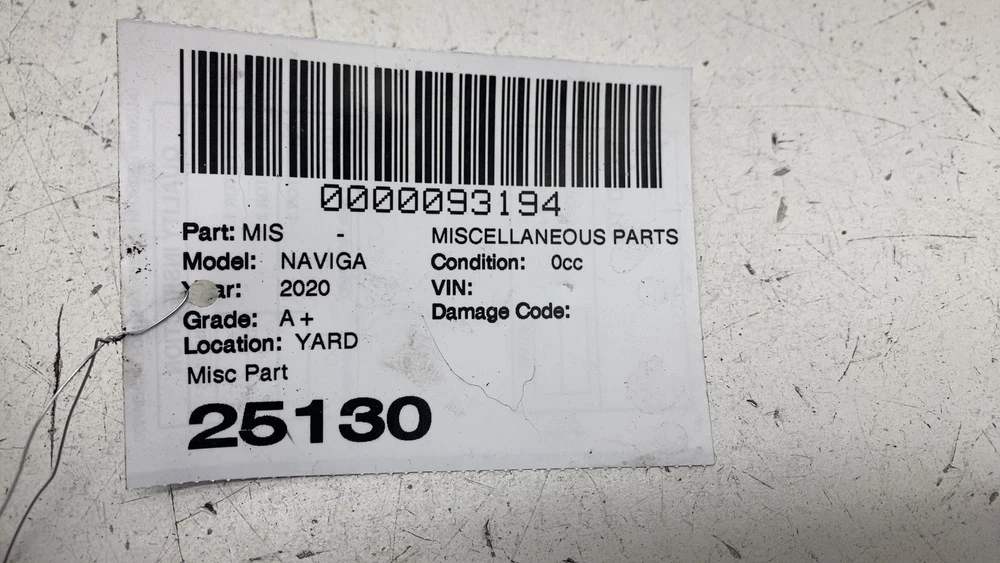 0000093194
Part: MIS - MISCELLANEOUS PARTS
Model: NAVIGA Condition: 0cc
Year: 2020 VIN:
Grade: A+ Damage Code:
Location: YARD
Misc Part
25130